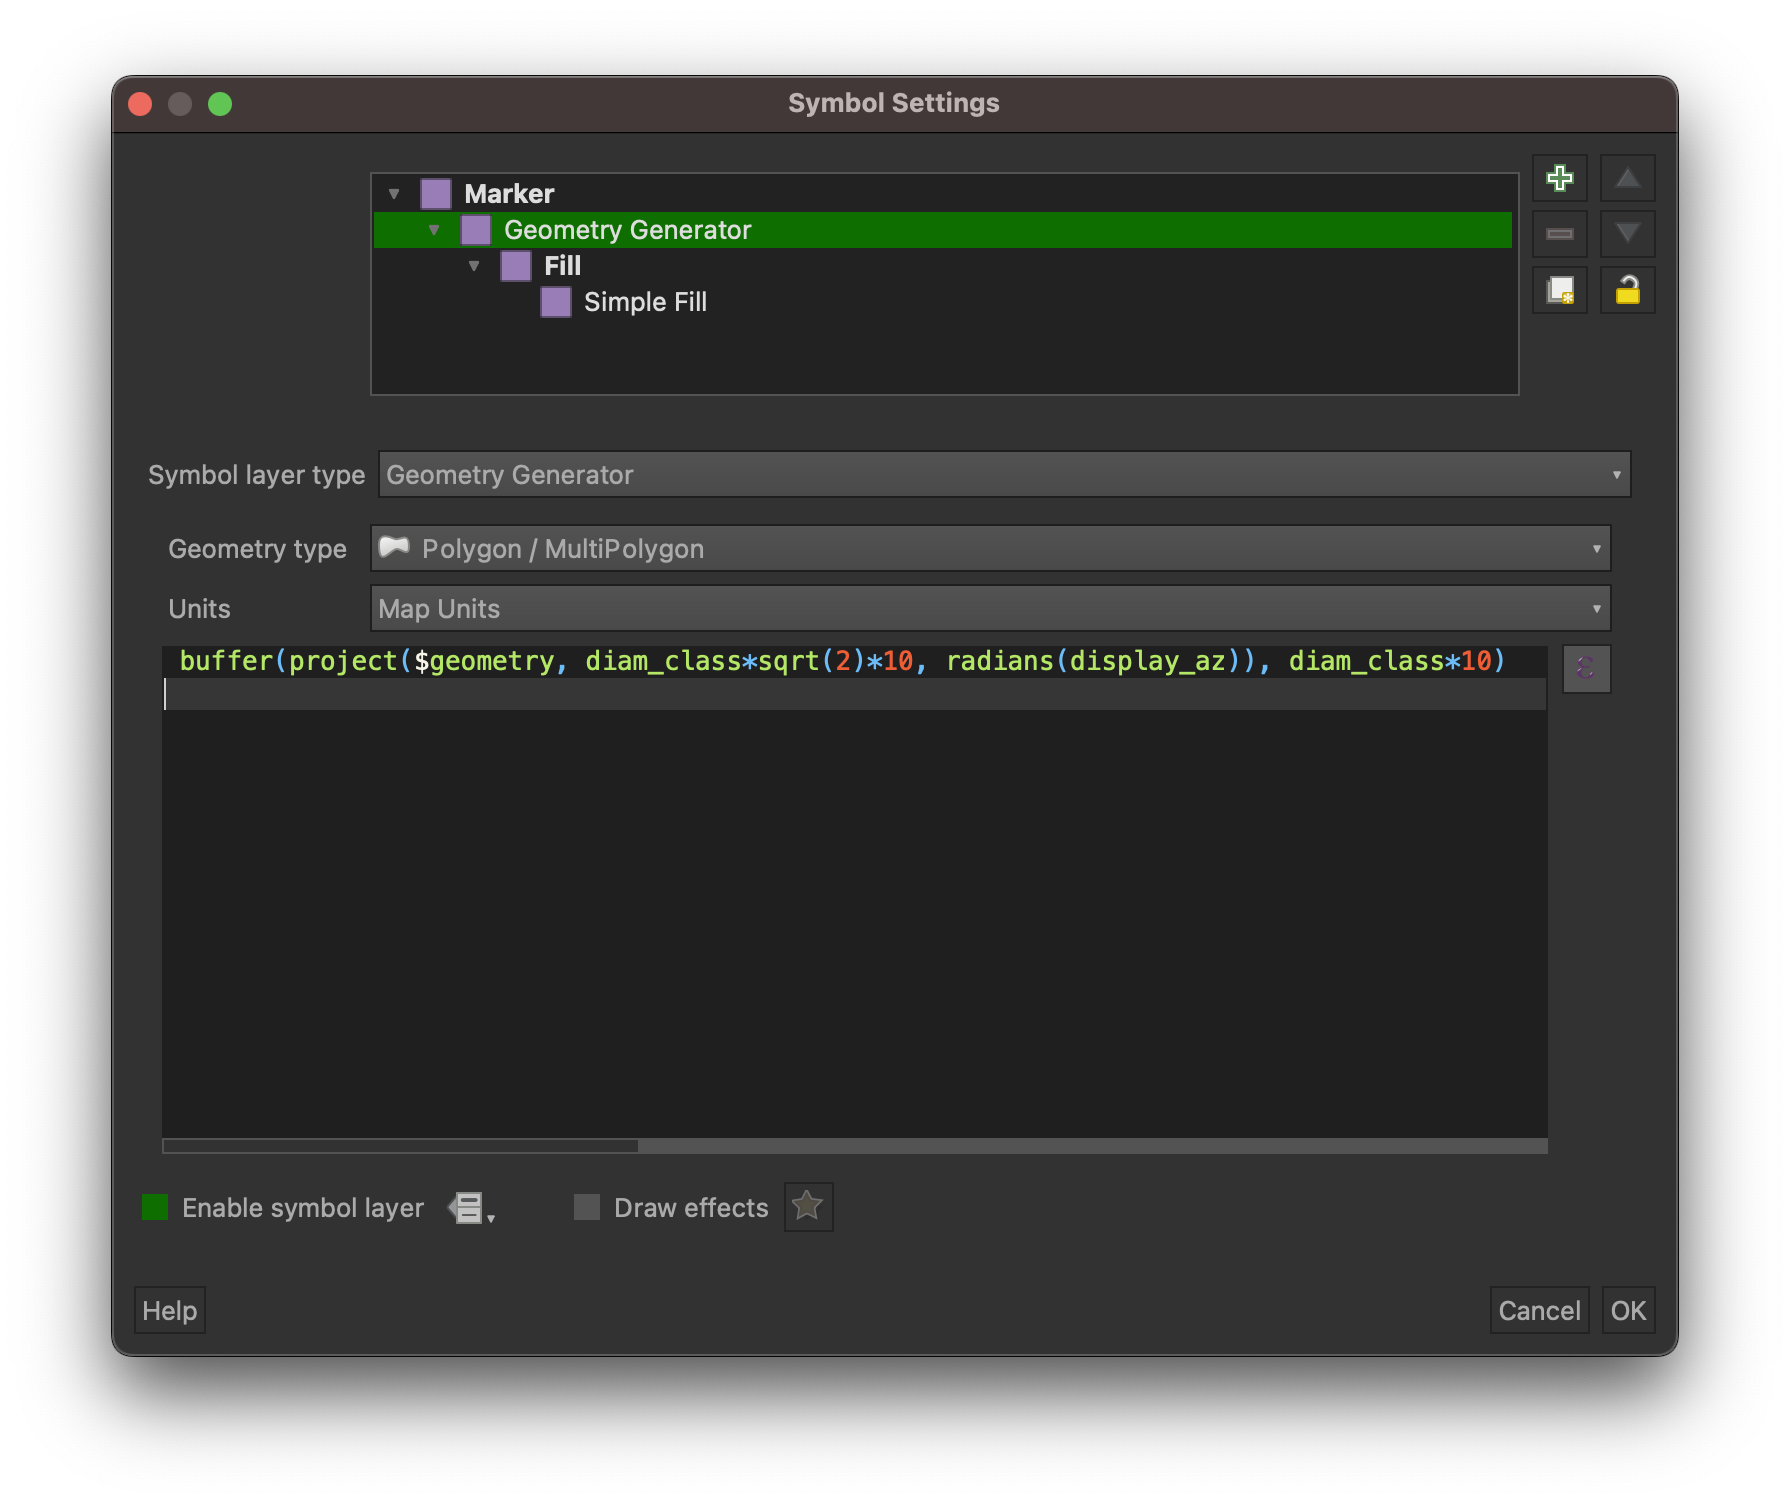 Symbol Settings
Marker
Geometry Generator
Fill
Simple Fill
Symbol layer type Geometry Generator
Geometry type Polygon / MultiPolygon
Units Map Units
buffer(project($geometry, diam_class*sqrt(2)*10, radians(display_az)), diam_class*10)
ε
Enable symbol layer Draw effects
Help Cancel OK